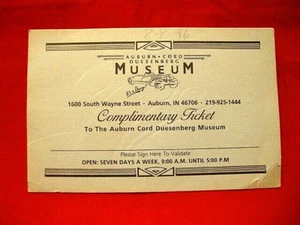 AUBURN • CORD
DUESENBERG
MUSEUM
1600 South Wayne Street - Auburn, IN 46706 - 219-925-1444
Complimentary Ticket
To The Auburn Cord Duesenberg Museum
Please Sign Here To Validate
OPEN: SEVEN DAYS A WEEK, 9:00 A.M. UNTIL 5:00 P.M